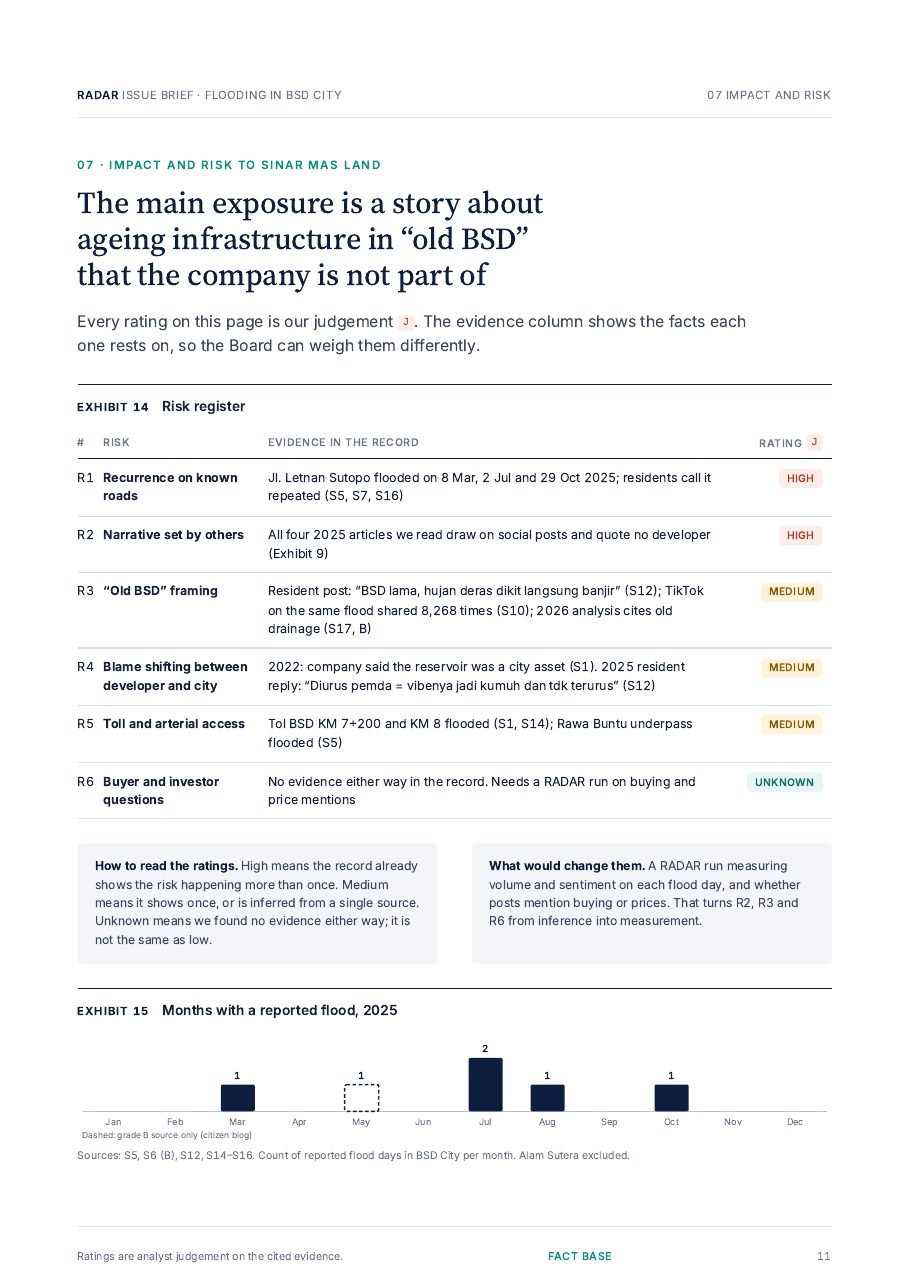 RADAR ISSUE BRIEF · FLOODING IN BSD CITY
07 IMPACT AND RISK
07 · IMPACT AND RISK TO SINAR MAS LAND
The main exposure is a story about
ageing infrastructure in “old BSD”
that the company is not part of
Every rating on this page is our judgement J. The evidence column shows the facts each
one rests on, so the Board can weigh them differently.
EXHIBIT 14 Risk register
# RISK EVIDENCE IN THE RECORD RATING J
R1 Recurrence on known
roads
Jl. Letnan Sutopo flooded on 8 Mar, 2 Jul and 29 Oct 2025; residents call it
repeated (S5, S7, S16)
HIGH
R2 Narrative set by others
All four 2025 articles we read draw on social posts and quote no developer
(Exhibit 9)
HIGH
R3 “Old BSD” framing
Resident post: “BSD lama, hujan deras dikit langsung banjir” (S12); TikTok
on the same flood shared 8,268 times (S10); 2026 analysis cites old
drainage (S17, B)
MEDIUM
R4 Blame shifting between
developer and city
2022: company said the reservoir was a city asset (S1). 2025 resident
reply: “Diurus pemda = vibenya jadi kumuh dan tdk terurus” (S12)
MEDIUM
R5 Toll and arterial access
Tol BSD KM 7+200 and KM 8 flooded (S1, S14); Rawa Buntu underpass
flooded (S5)
MEDIUM
R6 Buyer and investor
questions
No evidence either way in the record. Needs a RADAR run on buying and
price mentions
UNKNOWN
How to read the ratings. High means the record already
shows the risk happening more than once. Medium
means it shows once, or is inferred from a single source.
Unknown means we found no evidence either way; it is
not the same as low.
What would change them. A RADAR run measuring
volume and sentiment on each flood day, and whether
posts mention buying or prices. That turns R2, R3 and
R6 from inference into measurement.
EXHIBIT 15 Months with a reported flood, 2025
1 1 2 1 1
Jan Feb Mar Apr May Jun Jul Aug Sep Oct Nov Dec
Dashed: grade B source only (citizen blog)
Sources: S5, S6 (B), S12, S14–S16. Count of reported flood days in BSD City per month. Alam Sutera excluded.
Ratings are analyst judgement on the cited evidence.
FACT BASE
11